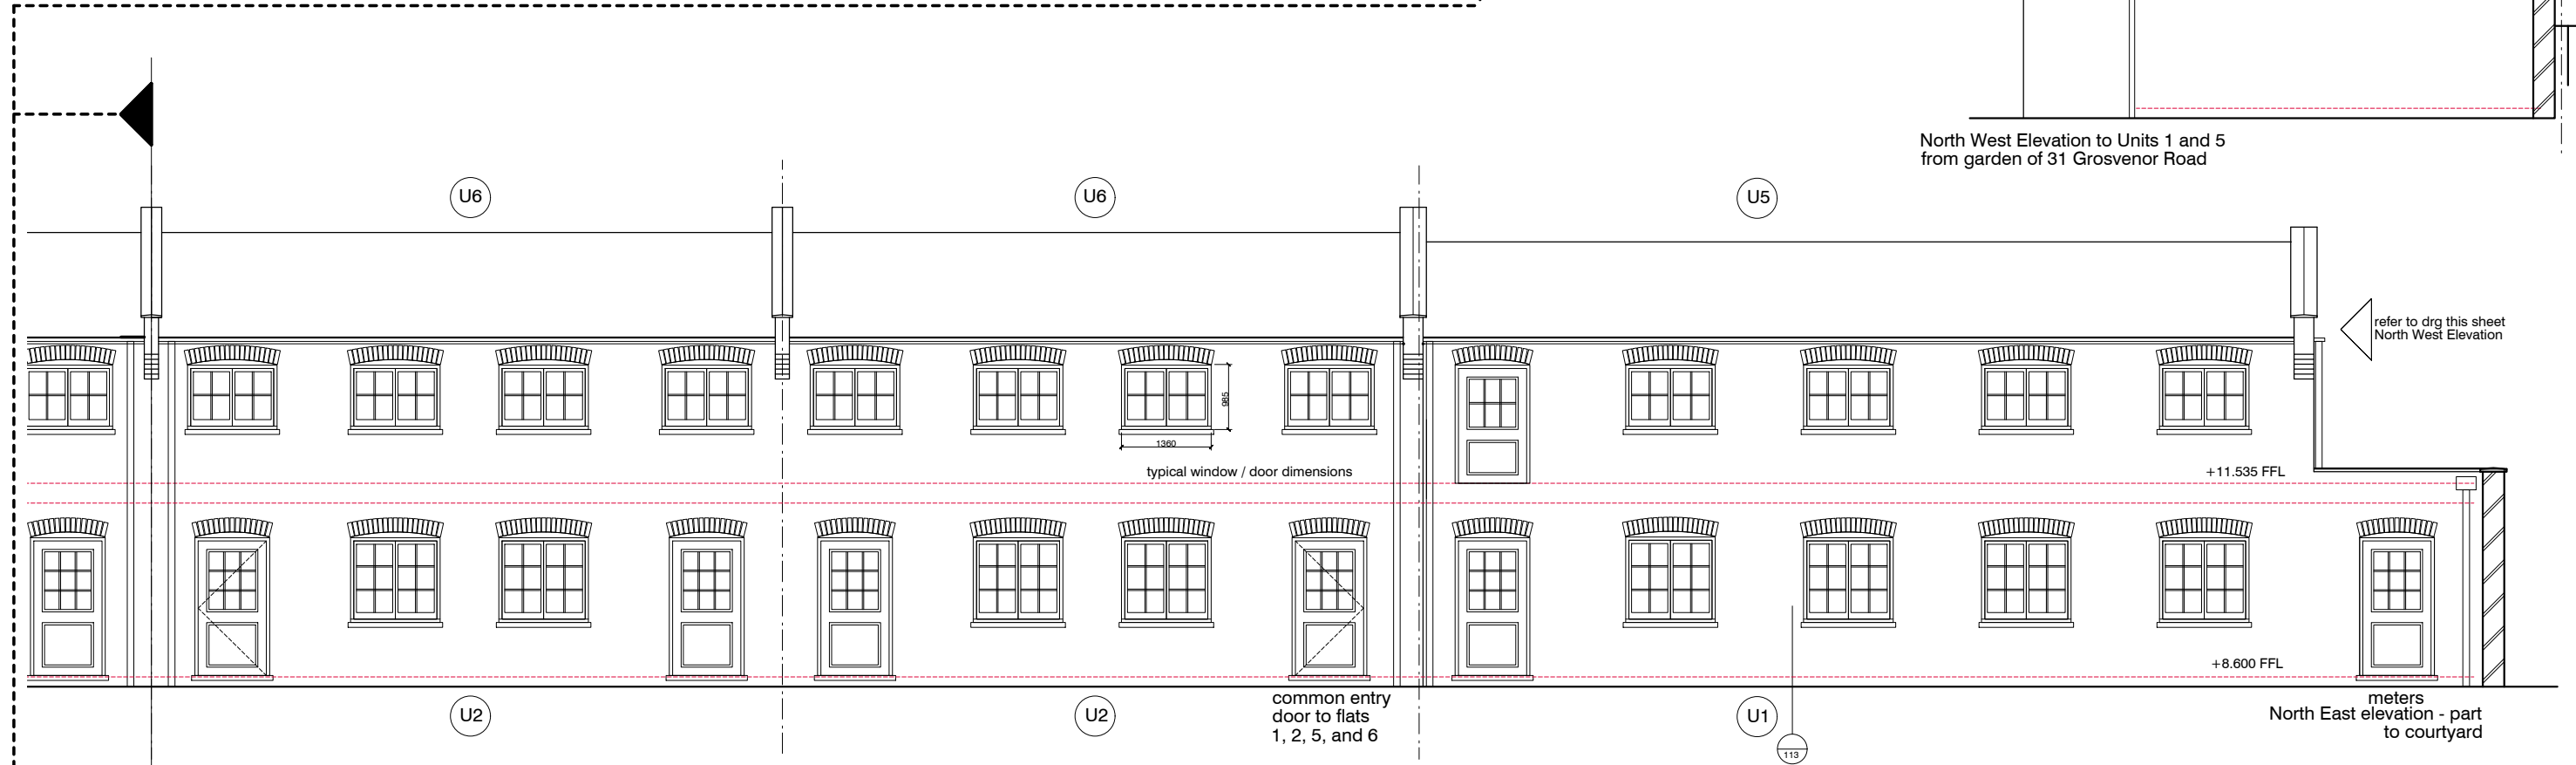 North West Elevation to Units 1 and 5
from garden of 31 Grosvenor Road
U6
U6
U5
refer to drg this sheet
North West Elevation
985
1360
typical window / door dimensions
+11.535 FFL
+8.600 FFL
U2
U2
common entry
door to flats
1, 2, 5, and 6
U1
113
meters
North East elevation - part
to courtyard